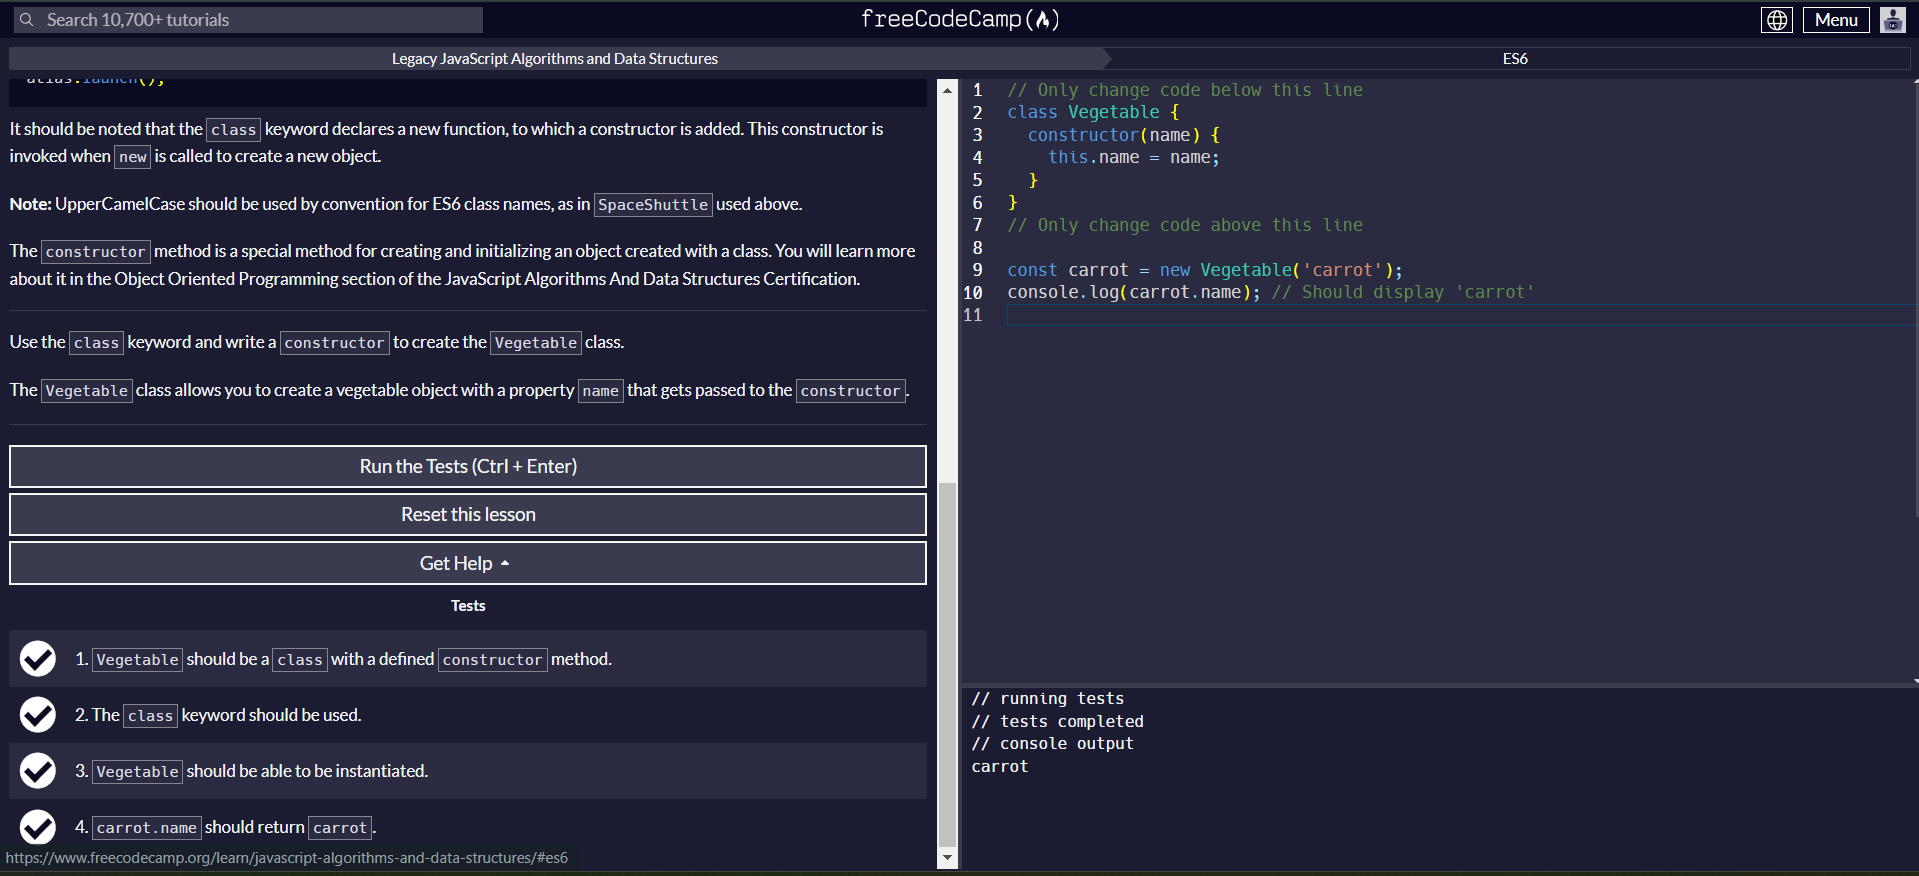 Search 10,700+ tutorials
freeCodeCamp
Menu
Legacy JavaScript Algorithms and Data Structures
ES6
atlas.launch();
It should be noted that the class keyword declares a new function, to which a constructor is added. This constructor is
invoked when new is called to create a new object.
Note: UpperCamelCase should be used by convention for ES6 class names, as in SpaceShuttle used above.
The constructor method is a special method for creating and initializing an object created with a class. You will learn more
about it in the Object Oriented Programming section of the JavaScript Algorithms And Data Structures Certification.
Use the class keyword and write a constructor to create the Vegetable class.
The Vegetable class allows you to create a vegetable object with a property name that gets passed to the constructor.
Run the Tests (Ctrl + Enter)
Reset this lesson
Get Help
Tests
1. Vegetable should be a class with a defined constructor method.
2. The class keyword should be used.
3. Vegetable should be able to be instantiated.
4. carrot.name should return carrot.
https://www.freecodecamp.org/learn/javascript-algorithms-and-data-structures/#es6
1 // Only change code below this line
2 class Vegetable {
3 constructor(name) {
4 this.name = name;
5 }
6 }
7 // Only change code above this line
8
9 const carrot = new Vegetable('carrot');
10 console.log(carrot.name); // Should display 'carrot'
11
// running tests
// tests completed
// console output
carrot